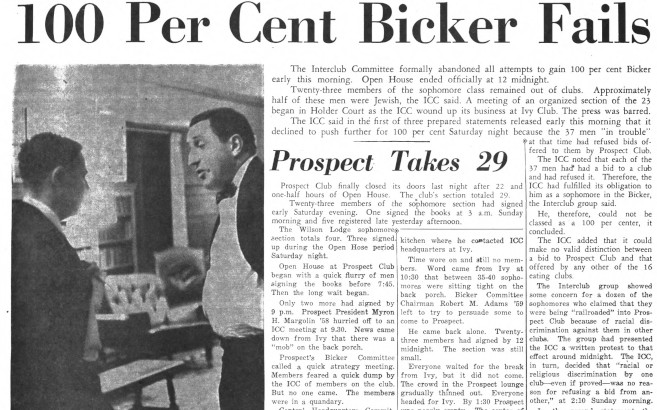 100 Per Cent Bicker Fails
The Interclub Committee formally abandoned all attempts to gain 100 per cent Bicker
early this morning. Open House ended officially at 12 midnight.
Twenty-three members of the sophomore class remained out of clubs. Approximately
half of these men were Jewish, the ICC said. A meeting of an organized section of the 23
began in Holder Court as the ICC wound up its business at Ivy Club. The press was barred.
The ICC said in the first of three prepared statements released early this morning that it
declined to push further for 100 per cent Saturday night because the 37 men "in trouble"
Prospect Takes 29
Prospect Club finally closed its doors last night after 22 and
one-half hours of Open House. The club's section totaled 29.
Twenty-three members of the sophomore section had signed
early Saturday evening. One signed the books at 3 a.m. Sunday
morning and five registered late yesterday afternoon.
The Wilson Lodge sophomore
section totals four. Three signed
up during the Open Hose period
Saturday night.
Open House at Prospect Club
began with a quick flurry of men
signing the books before 7:45.
Then the long wait began.
Only two more had signed by
9 p.m. Prospect President Myron
H. Margolin '58 hurried off to an
ICC meeting at 9.30. News came
down from Ivy that there was a
"mob" on the back porch.
Prospect's Bicker Committee
called a quick strategy meeting.
Members feared a quick dump by
the ICC of members on the club.
But no one came. The members
were in a quandary.
kitchen where he contacted ICC
headquarters at Ivy.
Time wore on and still no mem-
bers. Word came from Ivy at
10:30 that between 35-40 sopho-
mores were sitting tight on the
back porch. Bicker Committee
Chairman Robert M. Adams '59
left to try to persuade some to
come to Prospect.
He came back alone. Twenty-
three members had signed by 12
midnight. The section was still
small.
Everyone waited for the break
from Ivy, but it did not come.
The crowd in the Prospect lounge
gradually thinned out. Everyone
headed for Ivy. By 1:30 Prospect
at that time had refused bids of-
fered to them by Prospect Club.
The ICC noted that each of the
37 men had had a bid to a club
and had refused it. Therefore, the
ICC had fulfilled its obligation to
him as a sophomore in the Bicker,
the Interclub group said.
He, therefore, could not be
classed as a 100 per center, it
concluded.
The ICC added that it could
make no valid distinction between
a bid to Prospect Club and that
offered by any other of the 16
eating clubs.
The Interclub group showed
some concern for a dozen of the
sophomores who claimed that they
were being "railroaded" into Pros-
pect Club because of racial dis-
crimination against them in other
clubs. The group had presented
the ICC a written protest to that
effect around midnight. The ICC,
in turn, decided that "racial or
religious discrimination by one
club—even if proved—was no rea-
son for refusing a bid from an-
other," at 2:10 Sunday morning.